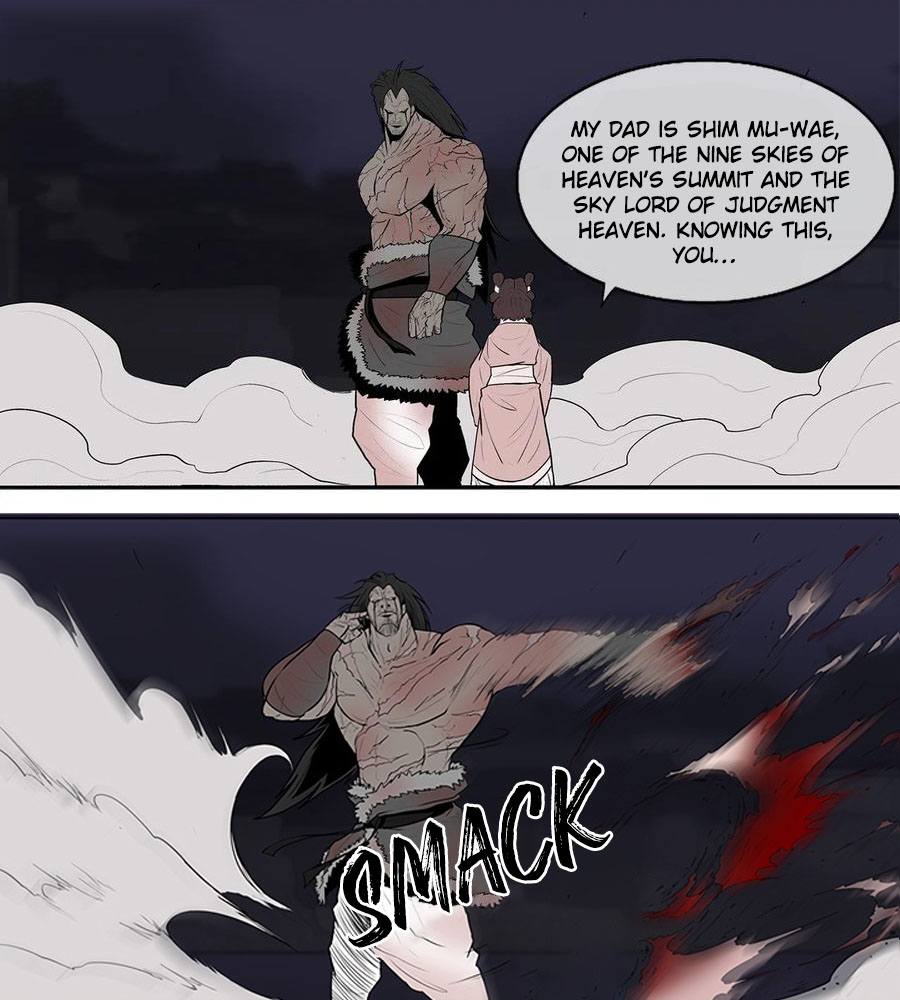 MY DAD IS SHIM MU-WAE,
ONE OF THE NINE SKIES OF
HEAVEN'S SUMMIT AND THE
SKY LORD OF JUDGMENT
HEAVEN. KNOWING THIS,
YOU...
SMACK